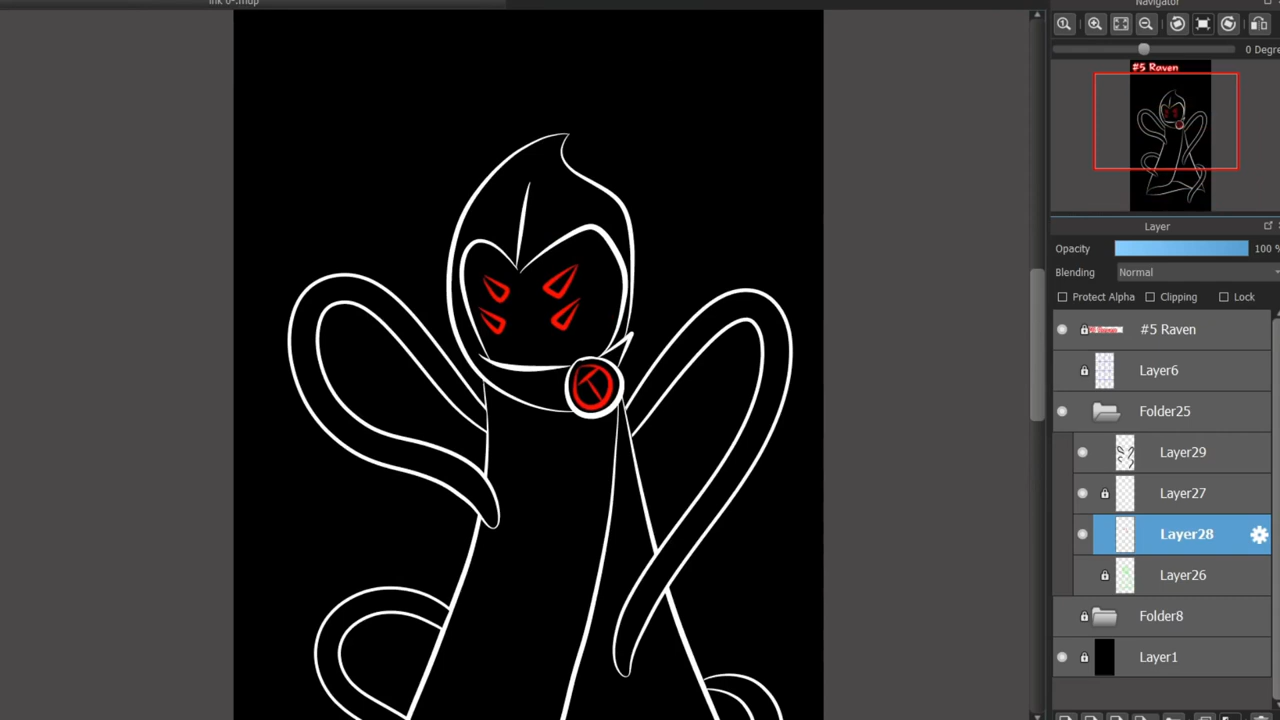 ink 6-.mdp
Navigator
0 Degre
#5 Raven
Layer
Opacity 100 %
Blending Normal
Protect Alpha Clipping Lock
#5 Raven
Layer6
Folder25
Layer29
Layer27
Layer28
Layer26
Folder8
Layer1
T